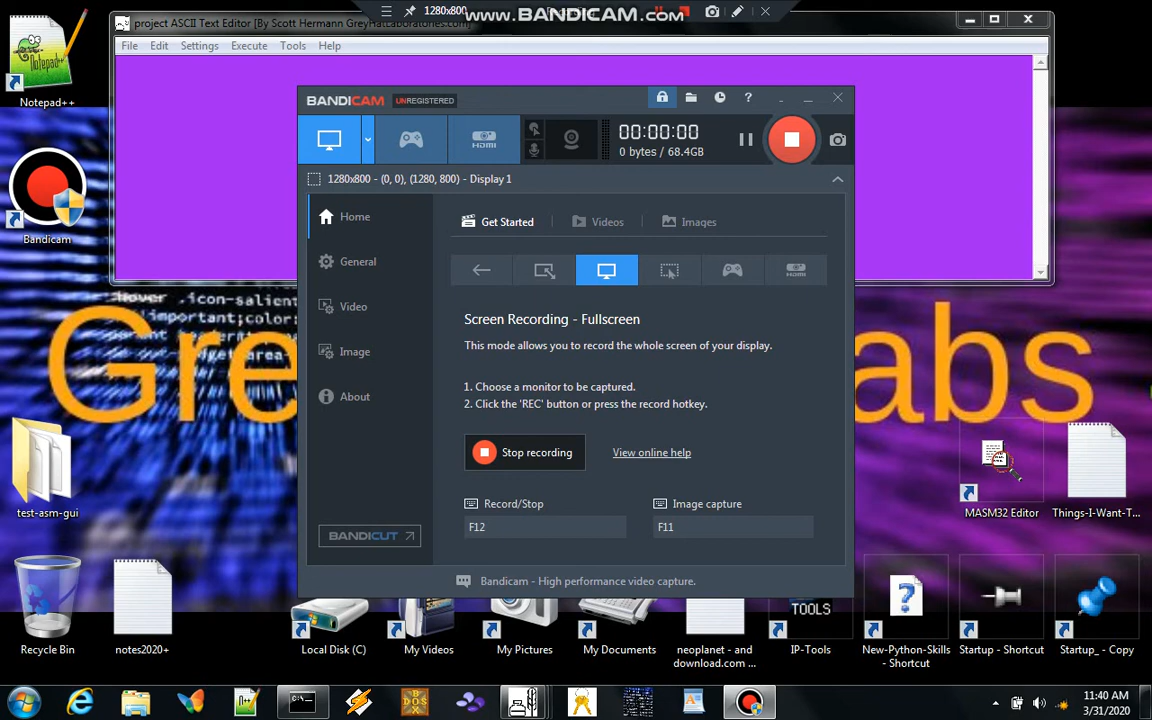 1280x800
www.BANDICAM.com
project ASCII Text Editor [By Scott Hermann GreyHatLaboratories.com]
File Edit Settings Execute Tools Help
Notepad++
BANDICAM UNREGISTERED
HDMI
00:00:00
0 bytes / 68.4GB
1280x800 - (0, 0), (1280, 800) - Display 1
Home
Get Started Videos Images
General
Video
Image
About
Screen Recording - Fullscreen
This mode allows you to record the whole screen of your display.
1. Choose a monitor to be captured.
2. Click the 'REC' button or press the record hotkey.
Stop recording View online help
Record/Stop Image capture
F12 F11
BANDICUT
Bandicam - High performance video capture.
Bandicam
hover .icon-salient
!important;color:
Gre abs
test-asm-gui
MASM32 Editor
Things-I-Want-T...
Recycle Bin
notes2020+
Local Disk (C)
My Videos
My Pictures
My Documents
neoplanet - and
download.com ...
TOOLS
IP-Tools
New-Python-Skills
- Shortcut
Startup - Shortcut
Startup_ - Copy
11:40 AM
3/31/2020